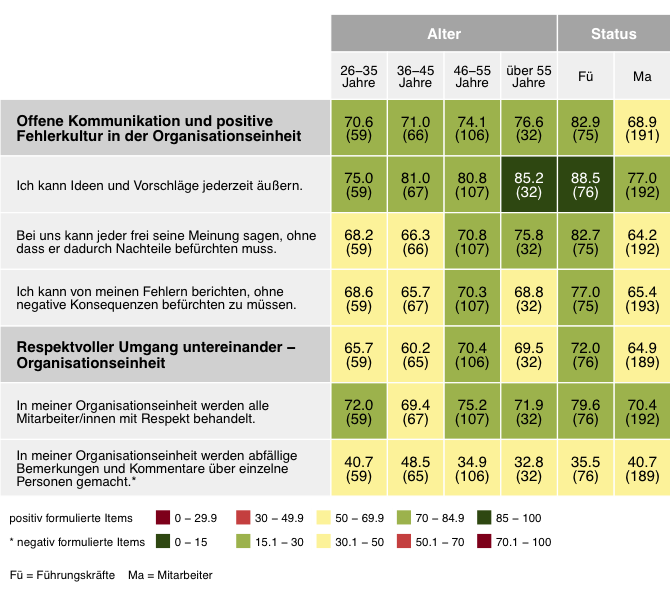 Alter Status
26–35 Jahre 36–45 Jahre 46–55 Jahre über 55 Jahre Fü Ma
Offene Kommunikation und positive
Fehlerkultur in der Organisationseinheit
70.6 71.0 74.1 76.6 82.9 68.9
(59) (66) (106) (32) (75) (191)
Ich kann Ideen und Vorschläge jederzeit äußern.
75.0 81.0 80.8 85.2 88.5 77.0
(59) (67) (107) (32) (76) (192)
Bei uns kann jeder frei seine Meinung sagen, ohne
dass er dadurch Nachteile befürchten muss.
68.2 66.3 70.8 75.8 82.7 64.2
(59) (66) (107) (32) (75) (192)
Ich kann von meinen Fehlern berichten, ohne
negative Konsequenzen befürchten zu müssen.
68.6 65.7 70.3 68.8 77.0 65.4
(59) (67) (107) (32) (75) (193)
Respektvoller Umgang untereinander –
Organisationseinheit
65.7 60.2 70.4 69.5 72.0 64.9
(59) (65) (106) (32) (76) (189)
In meiner Organisationseinheit werden alle
Mitarbeiter/innen mit Respekt behandelt.
72.0 69.4 75.2 71.9 79.6 70.4
(59) (67) (107) (32) (76) (192)
In meiner Organisationseinheit werden abfällige
Bemerkungen und Kommentare über einzelne
Personen gemacht.*
40.7 48.5 34.9 32.8 35.5 40.7
(59) (65) (106) (32) (76) (189)
positiv formulierte Items 0 – 29.9 30 – 49.9 50 – 69.9 70 – 84.9 85 – 100
* negativ formulierte Items 0 – 15 15.1 – 30 30.1 – 50 50.1 – 70 70.1 – 100
Fü = Führungskräfte Ma = Mitarbeiter